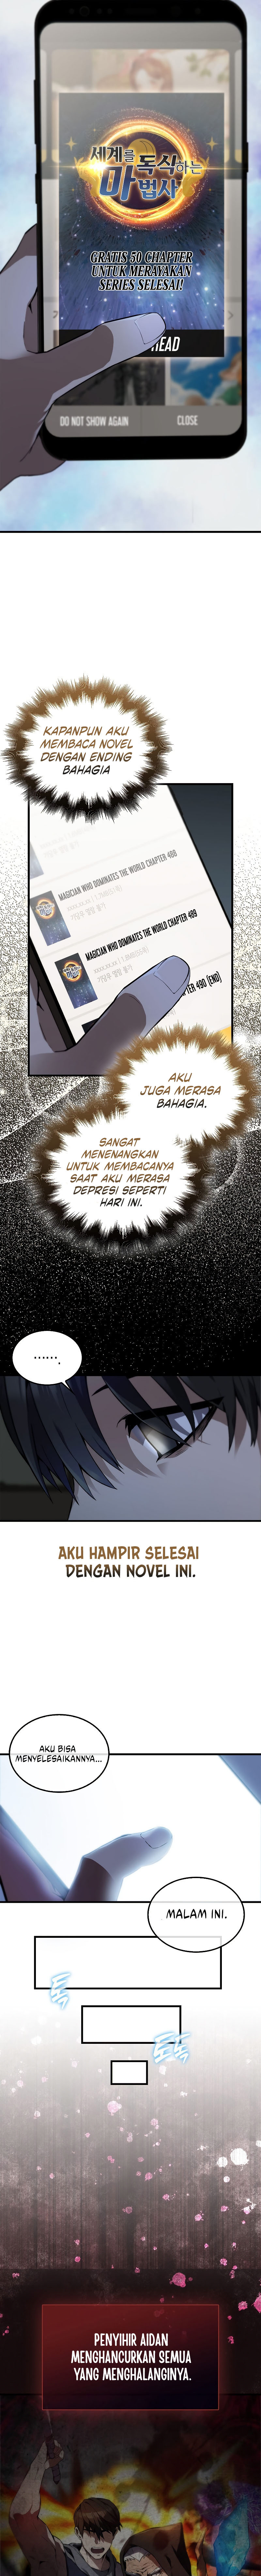 세계를 독식하는
마법사
GRATIS 50 CHAPTER
UNTUK MERAYAKAN
SERIES SELESAI!
DO NOT SHOW AGAIN
CLOSE
KAPANPUN AKU
MEMBACA NOVEL
DENGAN ENDING
BAHAGIA
MAGICIAN WHO DOMINATES THE WORLD CHAPTER 488
MAGICIAN WHO DOMINATES THE WORLD CHAPTER 489
490 (END)
AKU
JUGA MERASA
BAHAGIA.
SANGAT
MENENANGKAN
UNTUK MEMBACANYA
SAAT AKU MERASA
DEPRESI SEPERTI
HARI INI.
.......
AKU HAMPIR SELESAI
DENGAN NOVEL INI.
AKU BISA
MENYELESAIKANNYA...
MALAM INI.
톡
톡톡
PENYIHIR AIDAN
MENGHANCURKAN SEMUA
YANG MENGHALANGINYA.